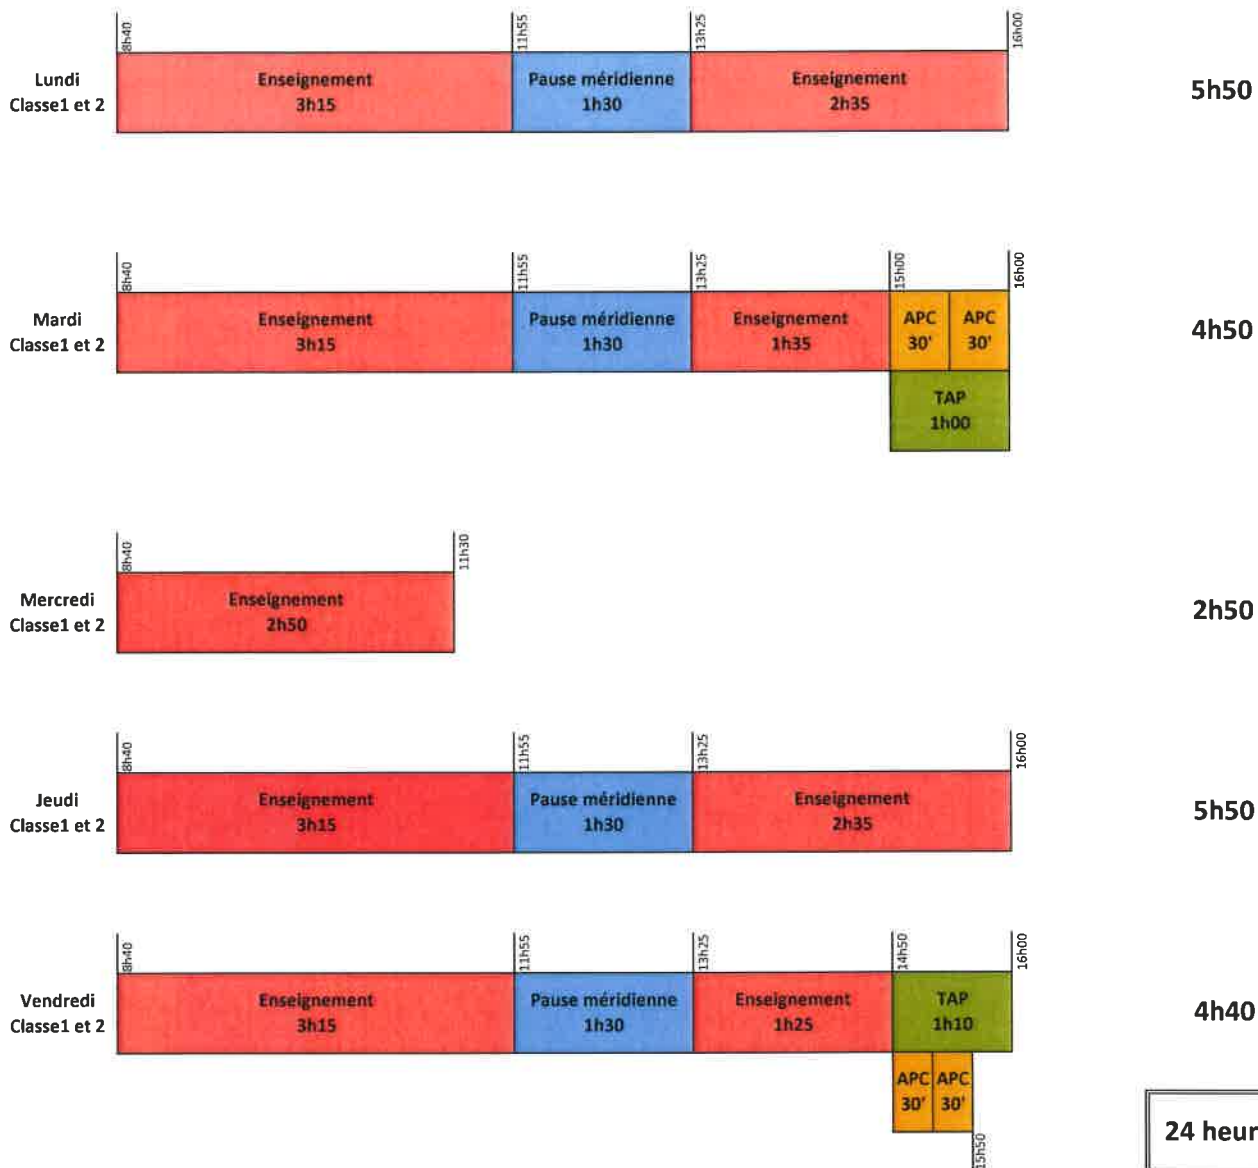 8h40
11h55
13h25
16h00
Lundi
Classe1 et 2
Enseignement
3h15
Pause méridienne
1h30
Enseignement
2h35
5h50
8h40
11h55
13h25
15h00
16h00
Mardi
Classe1 et 2
Enseignement
3h15
Pause méridienne
1h30
Enseignement
1h35
APC
30'
APC
30'
4h50
TAP
1h00
8h40
11h30
Mercredi
Classe1 et 2
Enseignement
2h50
2h50
8h40
11h55
13h25
16h00
Jeudi
Classe1 et 2
Enseignement
3h15
Pause méridienne
1h30
Enseignement
2h35
5h50
8h40
11h55
13h25
14h50
16h00
Vendredi
Classe1 et 2
Enseignement
3h15
Pause méridienne
1h30
Enseignement
1h25
TAP
1h10
4h40
APC
30'
APC
30'
15h50
24 heur